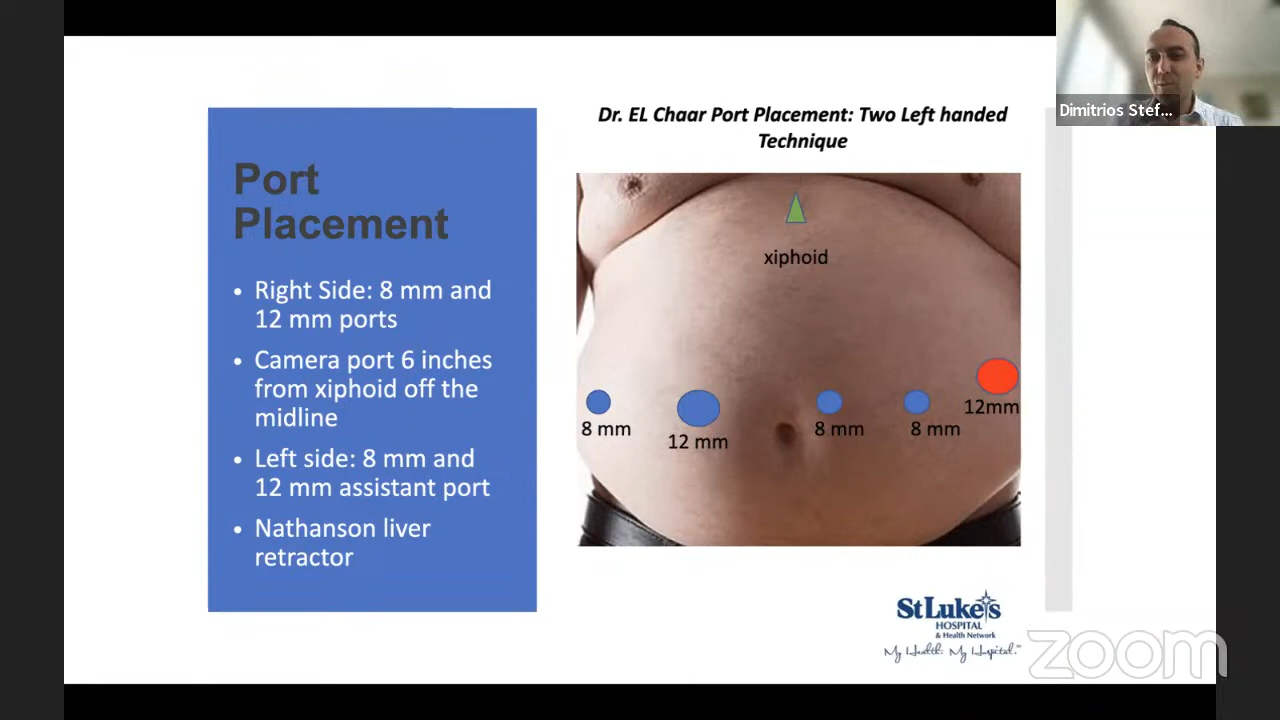 Dimitrios Stef...
Dr. EL Chaar Port Placement: Two Left handed
Technique
Port
Placement
• Right Side: 8 mm and
12 mm ports
• Camera port 6 inches
from xiphoid off the
midline
• Left side: 8 mm and
12 mm assistant port
• Nathanson liver
retractor
xiphoid
8 mm
12 mm
8 mm
8 mm
12mm
StLuke's
HOSPITAL
& Health Network
My Health. My Hospital.℠
zoom